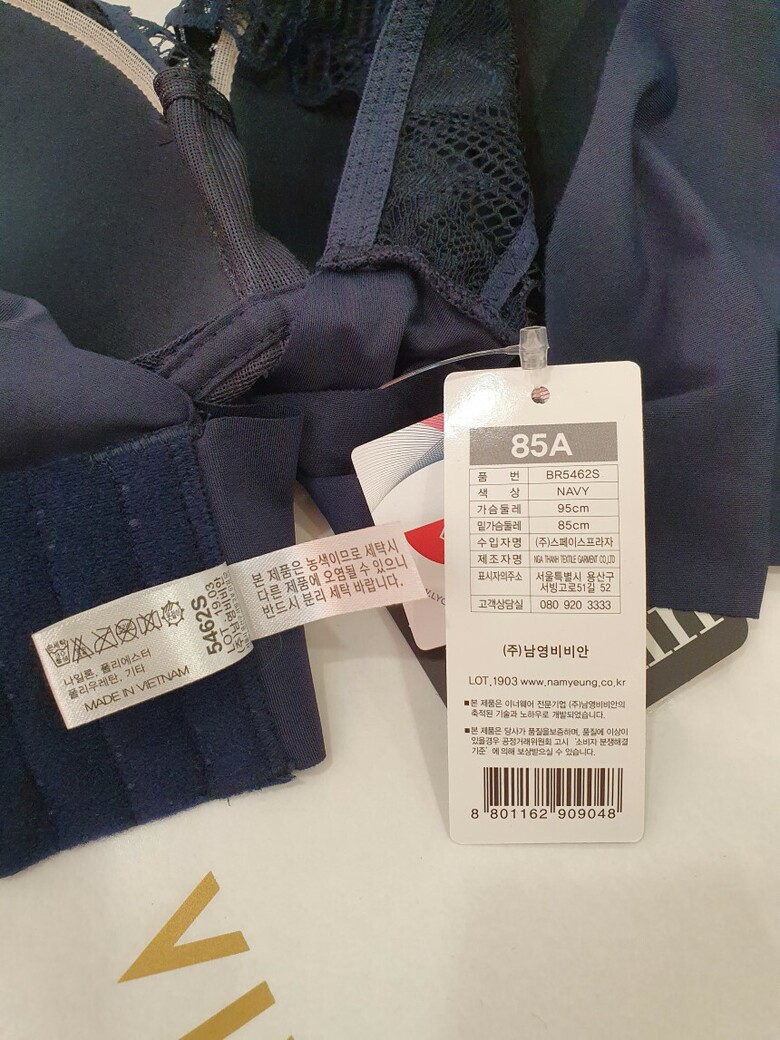 85A
품 번 BR5462S
색 상 NAVY
가슴둘레 95cm
밑가슴둘레 85cm
수입자명 (주)스페이스프라자
제조자명 NGA THANH TEXTILE GARMENT CO,.LTD
표시자의주소 서울특별시 용산구
서빙고로51길 52
고객상담실 080 920 3333
(주)남영비비안
LOT.1903 www.namyeung.co.kr
■본 제품은 이너웨어 전문기업 (주)남영비비안의
축적된 기술과 노하우로 개발되었습니다.
■본 제품은 당사가 품질을보증하며, 품질에 이상이
있을경우 공정거래위원회 고시 '소비자 분쟁해결
기준' 에 의해 보상받으실 수 있습니다.
8 801162 909048
본 제품은 농색이므로 세탁시
다른 제품에 오염될 수 있으니
반드시 분리 세탁 바랍니다.
5462S
나일론, 폴리에스터
폴리우레탄, 기타
MADE IN VIETNAM
VI